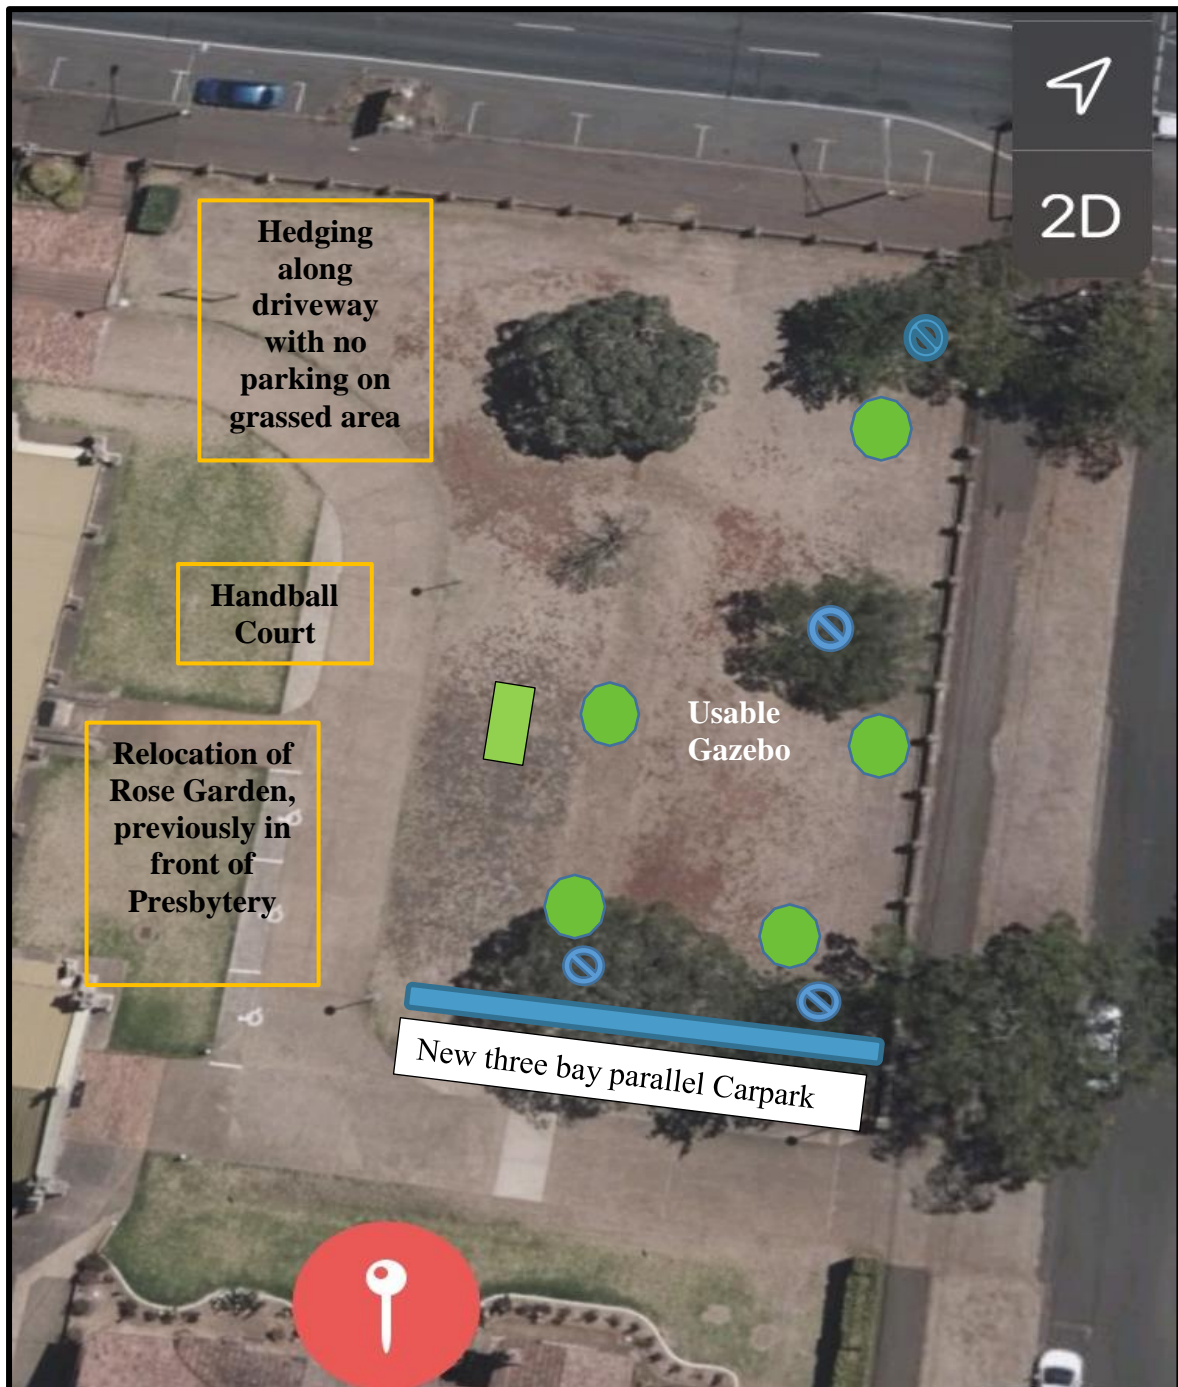 2D
Hedging
along
driveway
with no
parking on
grassed area
Handball
Court
Usable
Gazebo
Relocation of
Rose Garden,
previously in
front of
Presbytery
New three bay parallel Carpark